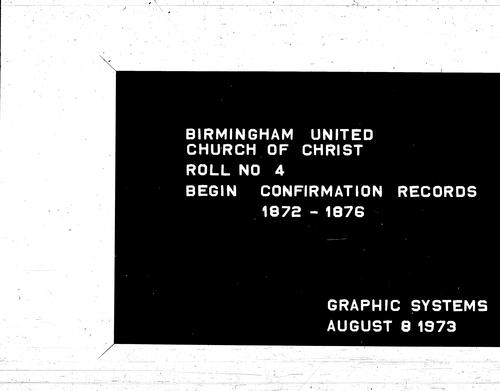 BIRMINGHAM UNITED
CHURCH OF CHRIST
ROLL NO 4
BEGIN CONFIRMATION RECORDS
1872 - 1876
GRAPHIC SYSTEMS
AUGUST 8 1973